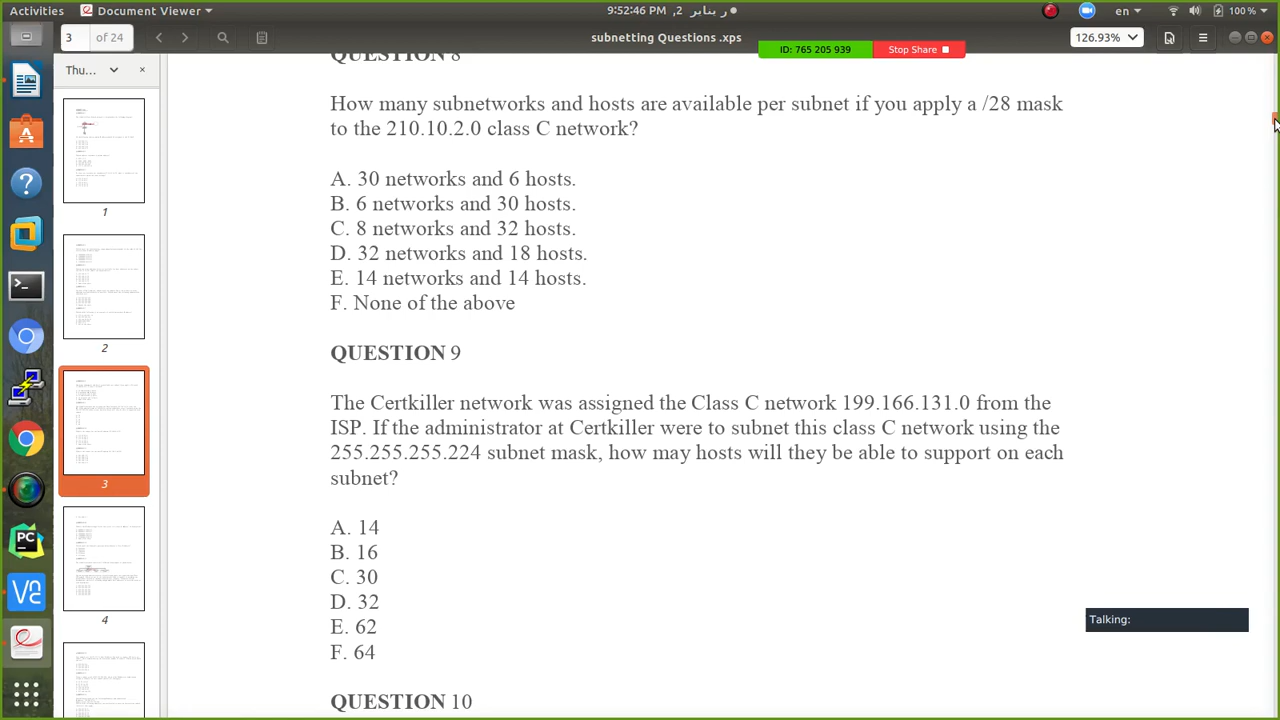 Activities
Document Viewer
9:52:46 PM ,2 يناير ر
en
100 %
3
of 24
subnetting Questions .xps
126.93%
ID: 765 205 939
Stop Share
Thu...
QUESTION 8
How many subnetworks and hosts are available per subnet if you apply a /28 mask
to the 210.10.2.0 class C network?
A. 30 networks and 6 hosts.
B. 6 networks and 30 hosts.
C. 8 networks and 32 hosts.
D. 32 networks and 18 hosts.
E. 14 networks and 14 hosts.
F. None of the above
QUESTION 9
The Certkiller network was assigned the Class C network 199.166.131.0 from the
ISP. If the administrator at Certkiller were to subnet this class C network using the
255.255.255.224 subnet mask, how may hosts will they be able to support on each
subnet?
A. 14
B. 16
C. 30
D. 32
E. 62
F. 64
QUESTION 10
1
2
3
4
PC
Talking: